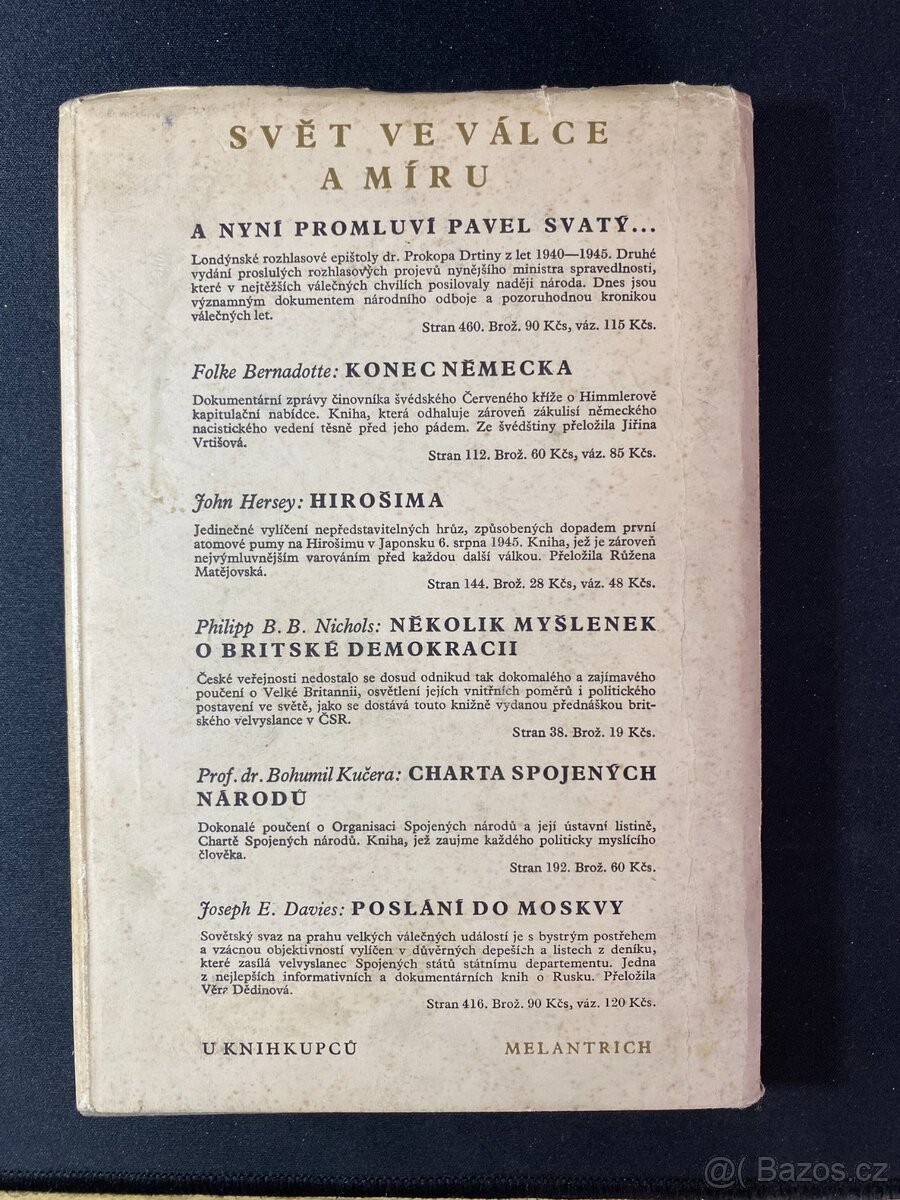 SVĚT VE VÁLCE
A MÍRU
A NYNÍ PROMLUVÍ PAVEL SVATÝ...
Londýnské rozhlasové epištoly dr. Prokopa Drtiny z let 1940—1945. Druhé
vydání proslulých rozhlasových projevů nynějšího ministra spravedlnosti,
které v nejtěžších válečných chvílích posilovaly naději národa. Dnes jsou
významným dokumentem národního odboje a pozoruhodnou kronikou
válečných let.
Stran 460. Brož. 90 Kčs, váz. 115 Kčs.
Folke Bernadotte: KONEC NĚMECKA
Dokumentární zprávy činovníka švédského Červeného kříže o Himmlerově
kapitulační nabídce. Kniha, která odhaluje zároveň zákulisí německého
nacistického vedení těsně před jeho pádem. Ze švédštiny přeložila Jiřina
Vrtišová.
Stran 112. Brož. 60 Kčs, váz. 85 Kčs.
John Hersey: HIROŠIMA
Jedinečné vylíčení nepředstavitelných hrůz, způsobených dopadem první
atomové pumy na Hirošimu v Japonsku 6. srpna 1945. Kniha, jež je zároveň
nejvýmluvnějším varováním před každou další válkou. Přeložila Růžena
Matějovská.
Stran 144. Brož. 28 Kčs, váz. 48 Kčs.
Philipp B. B. Nichols: NĚKOLIK MYŠLENEK
O BRITSKÉ DEMOKRACII
České veřejnosti nedostalo se dosud odnikud tak dokomalého a zajímavého
poučení o Velké Britannii, osvětlení jejích vnitřních poměrů i politického
postavení ve světě, jako se dostává touto knižně vydanou přednáškou brit-
ského velvyslance v ČSR.
Stran 38. Brož. 19 Kčs.
Prof. dr. Bohumil Kučera: CHARTA SPOJENÝCH
NÁRODŮ
Dokonalé poučení o Organisaci Spojených národů a její ústavní listině,
Chartě Spojených národů. Kniha, jež zaujme každého politicky myslícího
člověka.
Stran 192. Brož. 60 Kčs.
Joseph E. Davies: POSLÁNÍ DO MOSKVY
Sovětský svaz na prahu velkých válečných událostí je s bystrým postřehem
a vzácnou objektivností vylíčen v důvěrných depeších a listech z deníku,
které zasílá velvyslanec Spojených států státnímu departementu. Jedna
z nejlepších informativních a dokumentárních knih o Rusku. Přeložila
Věra Dědinová.
Stran 416. Brož. 90 Kčs, váz. 120 Kčs.
U KNIHKUPCŮ MELANTRICH
@( Bazos.cz